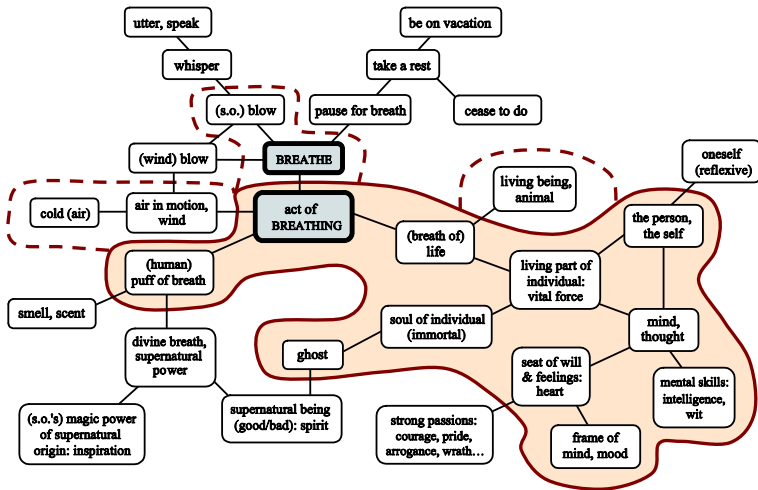 utter, speak
be on vacation
whisper
take a rest
(s.o.) blow
pause for breath
cease to do
(wind) blow
BREATHE
oneself
(reflexive)
living being,
animal
cold (air)
air in motion,
wind
act of
BREATHING
the person,
the self
(breath of)
life
(human)
puff of breath
living part of
individual:
vital force
smell, scent
soul of individual
(immortal)
mind,
thought
divine breath,
supernatural
power
ghost
seat of will
& feelings:
heart
mental skills:
intelligence,
wit
(s.o.'s) magic power
of supernatural
origin: inspiration
supernatural being
(good/bad): spirit
strong passions:
courage, pride,
arrogance, wrath...
frame of
mind, mood